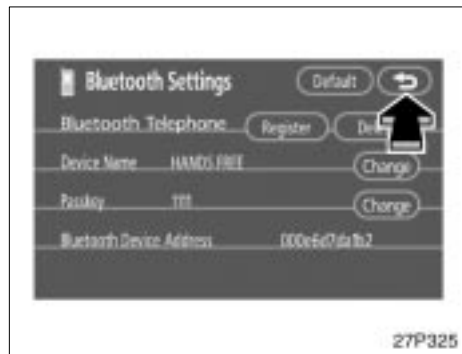 Bluetooth Settings Default
Bluetooth Telephone Register
Device Name HANDS FREE Change
Passkey Change
Bluetooth Device Address
27P325